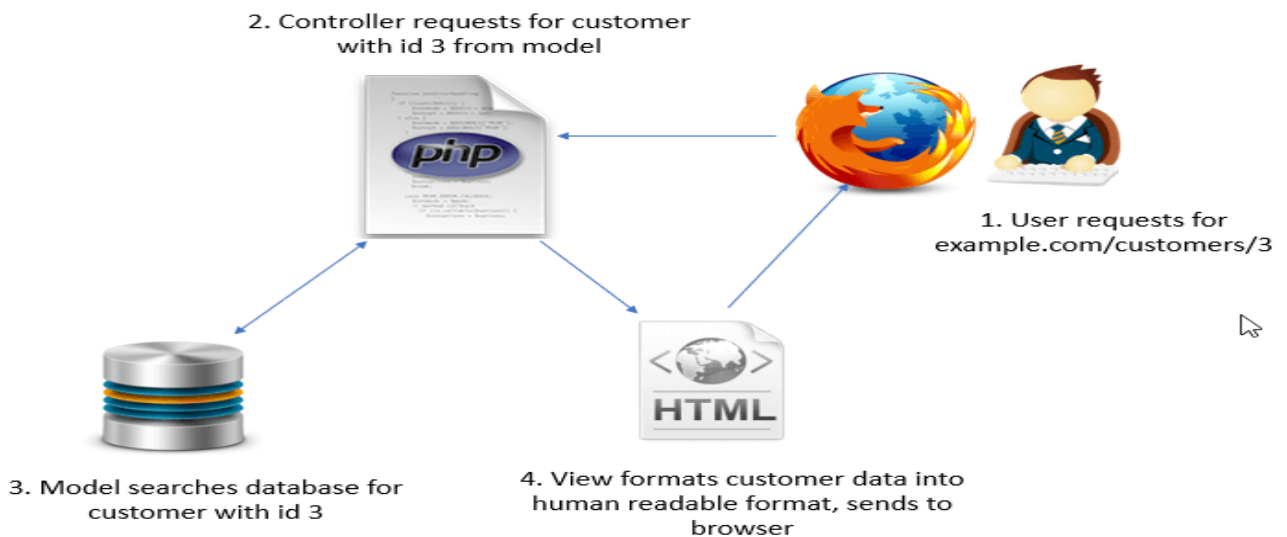 2. Controller requests for customer
with id 3 from model
php
1. User requests for
example.com/customers/3
HTML
3. Model searches database for
customer with id 3
4. View formats customer data into
human readable format, sends to
browser